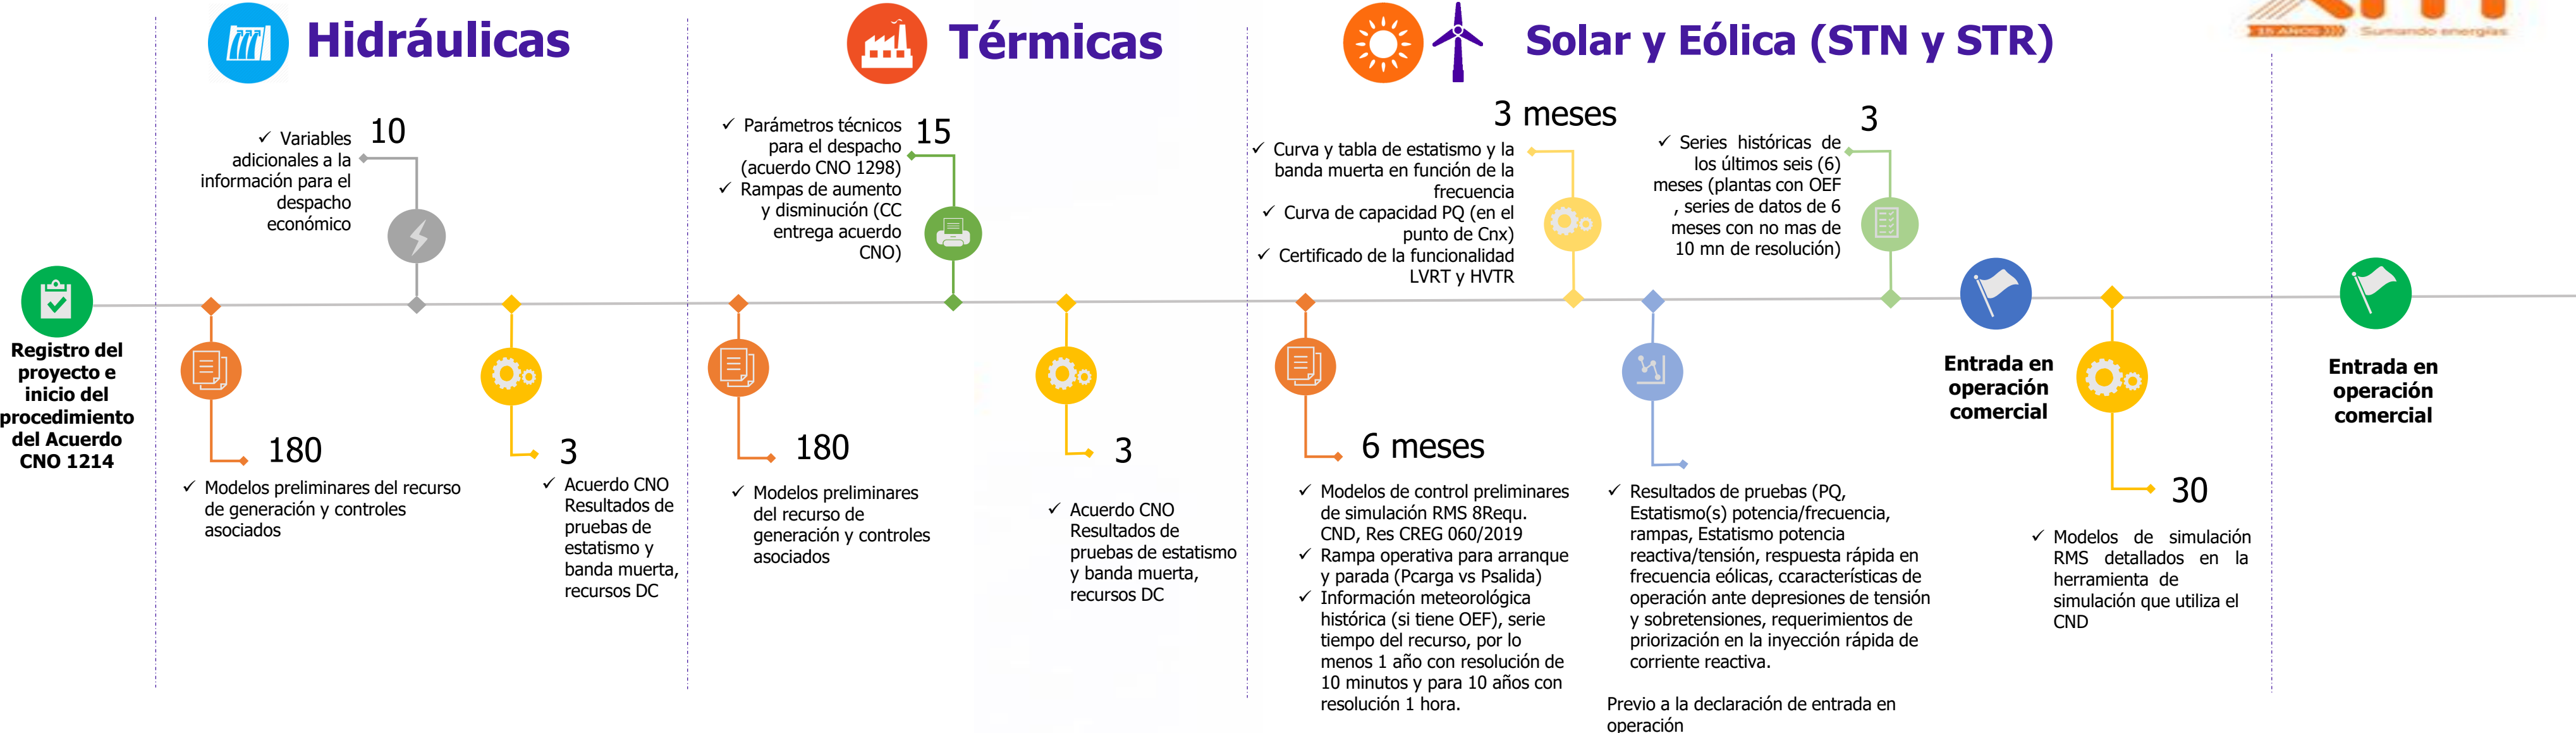 Hidráulicas
Térmicas
Solar y Eólica (STN y STR)
15 AÑOS
Sumando energías
Registro del
proyecto e
inicio del
procedimiento
del Acuerdo
CNO 1214
✓ Variables
adicionales a la
información para el
despacho
económico
10
180
✓ Modelos preliminares del recurso
de generación y controles
asociados
3
✓ Acuerdo CNO
Resultados de
pruebas de
estatismo y
banda muerta,
recursos DC
✓ Parámetros técnicos
para el despacho
(acuerdo CNO 1298)
✓ Rampas de aumento
y disminución (CC
entrega acuerdo
CNO)
15
180
✓ Modelos preliminares
del recurso de
generación y controles
asociados
3
✓ Acuerdo CNO
Resultados de
pruebas de estatismo
y banda muerta,
recursos DC
3 meses
✓ Curva y tabla de estatismo y la
banda muerta en función de la
frecuencia
✓ Curva de capacidad PQ (en el
punto de Cnx)
✓ Certificado de la funcionalidad
LVRT y HVTR
6 meses
✓ Modelos de control preliminares
de simulación RMS 8Requ.
CND, Res CREG 060/2019
✓ Rampa operativa para arranque
y parada (Pcarga vs Psalida)
✓ Información meteorológica
histórica (si tiene OEF), serie
tiempo del recurso, por lo
menos 1 año con resolución de
10 minutos y para 10 años con
resolución 1 hora.
3
✓ Series históricas de
los últimos seis (6)
meses (plantas con OEF
, series de datos de 6
meses con no mas de
10 mn de resolución)
✓ Resultados de pruebas (PQ,
Estatismo(s) potencia/frecuencia,
rampas, Estatismo potencia
reactiva/tensión, respuesta rápida en
frecuencia eólicas, ccaracterísticas de
operación ante depresiones de tensión
y sobretensiones, requerimientos de
priorización en la inyección rápida de
corriente reactiva.
Previo a la declaración de entrada en
operación
Entrada en
operación
comercial
30
✓ Modelos de simulación
RMS detallados en la
herramienta de
simulación que utiliza el
CND
Entrada en
operación
comercial